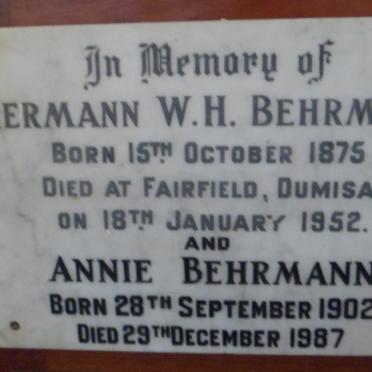 In Memory of
HERMANN W.H. BEHRM
BORN 15TH OCTOBER 1875
DIED AT FAIRFIELD, DUMISA
ON 18TH JANUARY 1952.
AND
ANNIE BEHRMANN
BORN 28TH SEPTEMBER 1902
DIED 29TH DECEMBER 1987